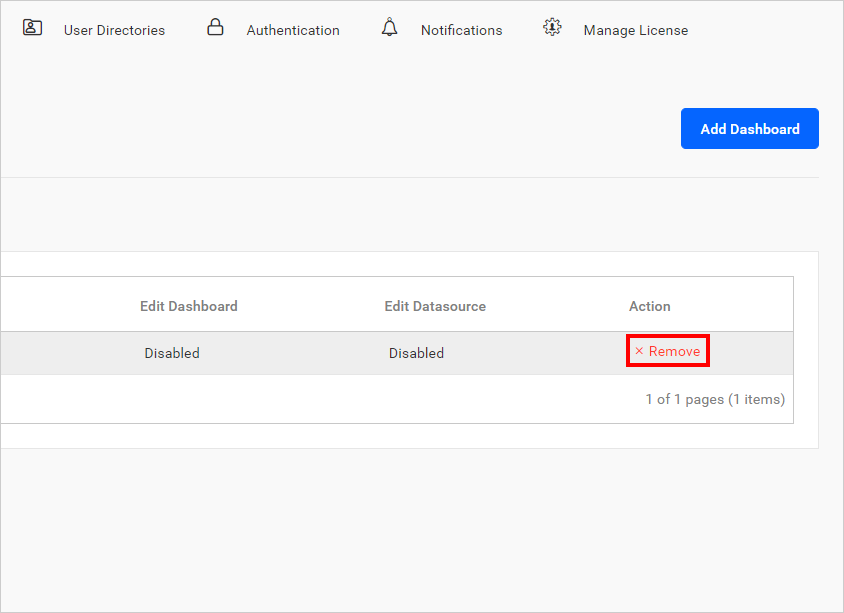 User Directories Authentication Notifications Manage License
Add Dashboard
Edit Dashboard Edit Datasource Action
Disabled Disabled × Remove
1 of 1 pages (1 items)